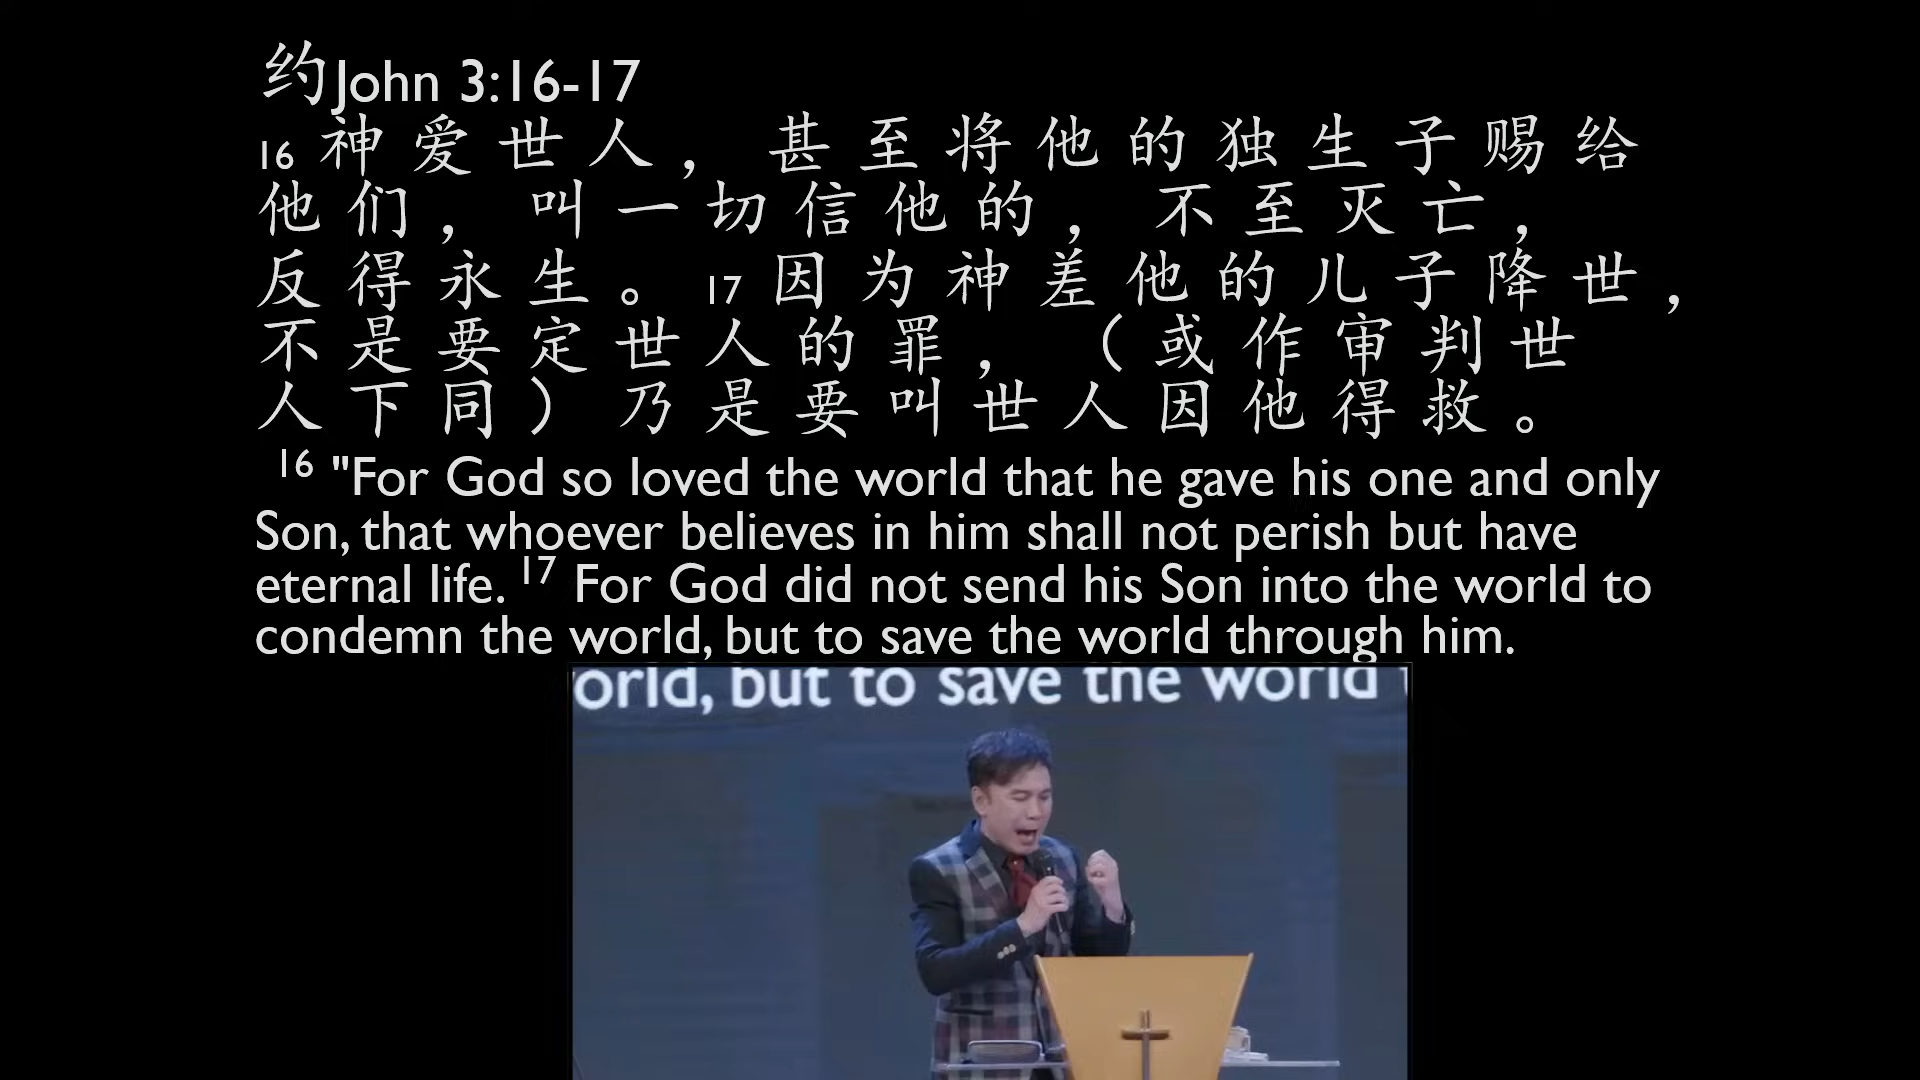 约John 3:16-17
16 神爱世人，甚至将他的独生子赐给
他们，叫一切信他的，不至灭亡，
反得永生。17 因为神差他的儿子降世，
不是要定世人的罪，（或作审判世
人下同）乃是要叫世人因他得救。
16 "For God so loved the world that he gave his one and only
Son, that whoever believes in him shall not perish but have
eternal life. 17 For God did not send his Son into the world to
condemn the world, but to save the world through him.
orld, but to save the world